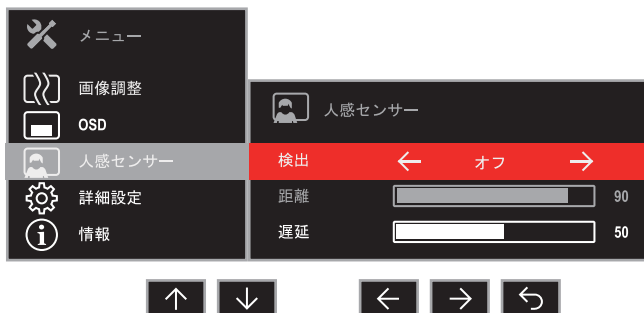 メニュー
画像調整
OSD
人感センサー
詳細設定
情報
人感センサー
検出 オフ
距離 90
遅延 50